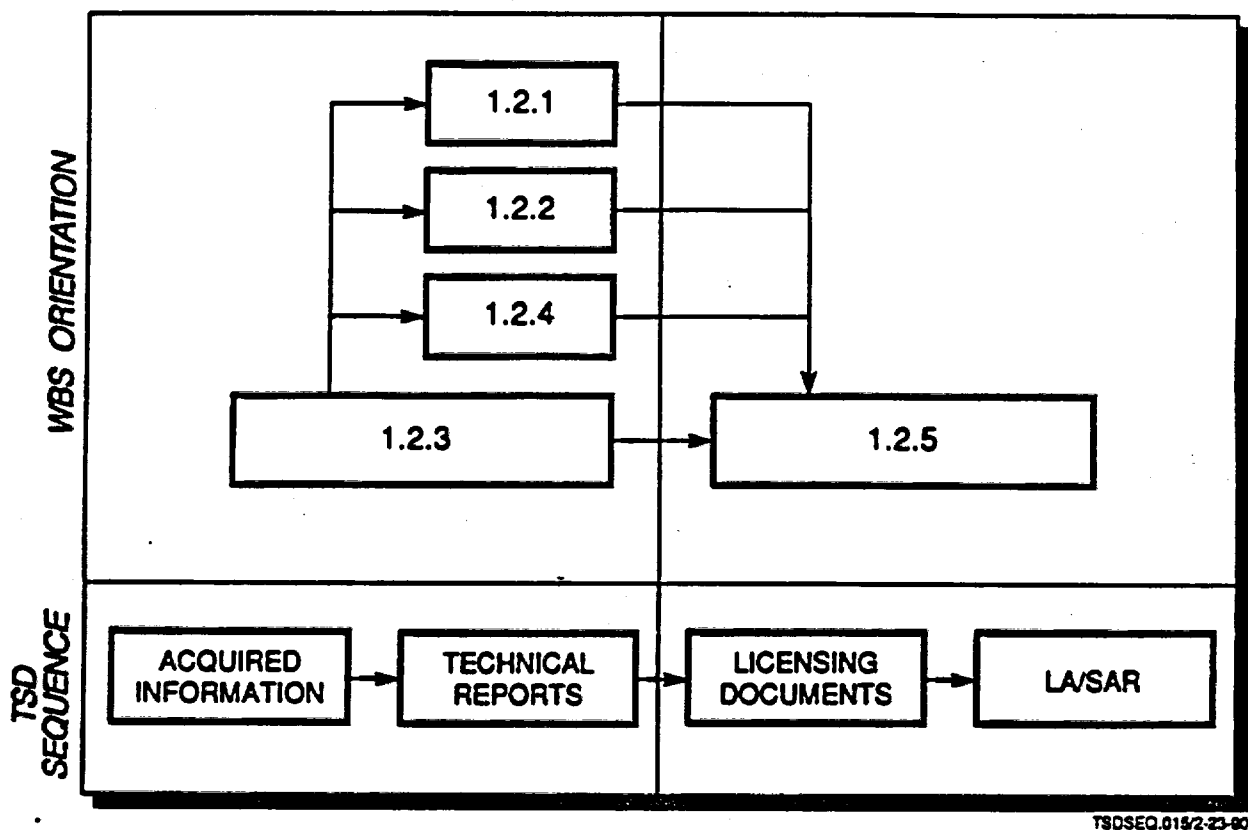 WBS ORIENTATION
1.2.1
1.2.2
1.2.4
1.2.3
1.2.5
TSD
SEQUENCE
ACQUIRED
INFORMATION
TECHNICAL
REPORTS
LICENSING
DOCUMENTS
LA/SAR
TSDSEQ.015/2-23-90